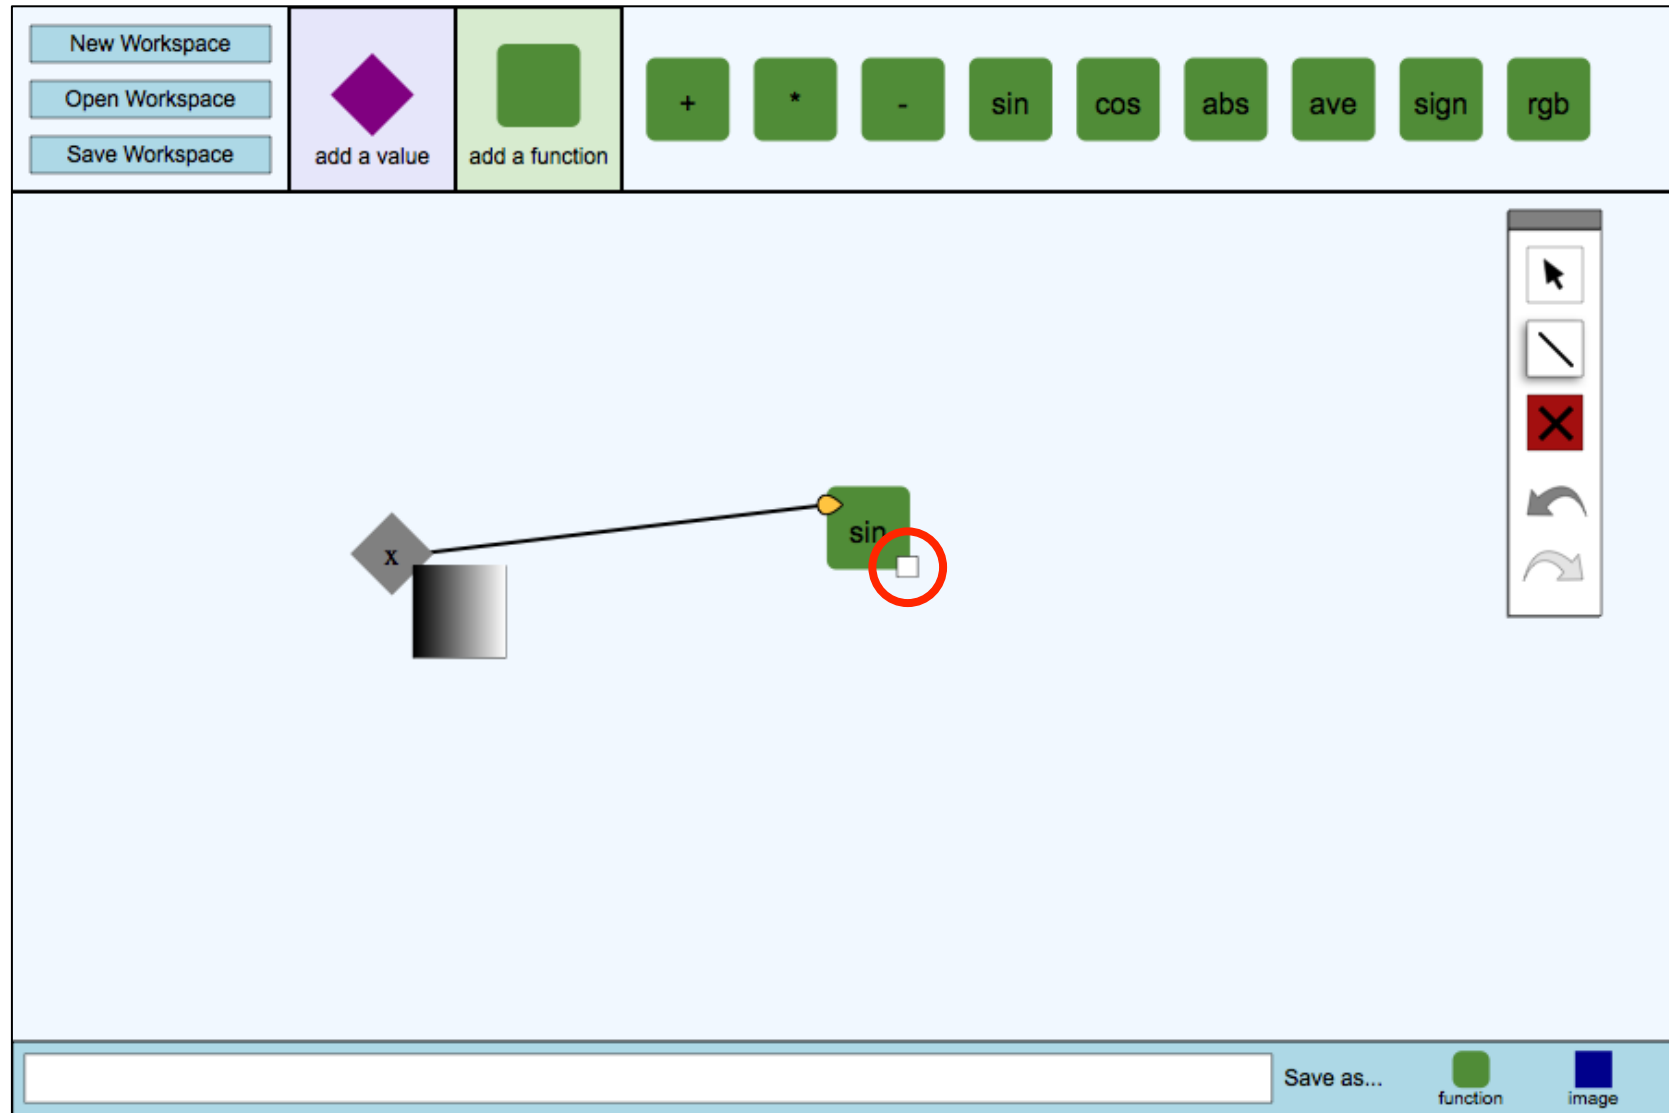 New Workspace
Open Workspace
Save Workspace
add a value
add a function
+ * - sin cos abs ave sign rgb
x
sin
Save as...
function
image